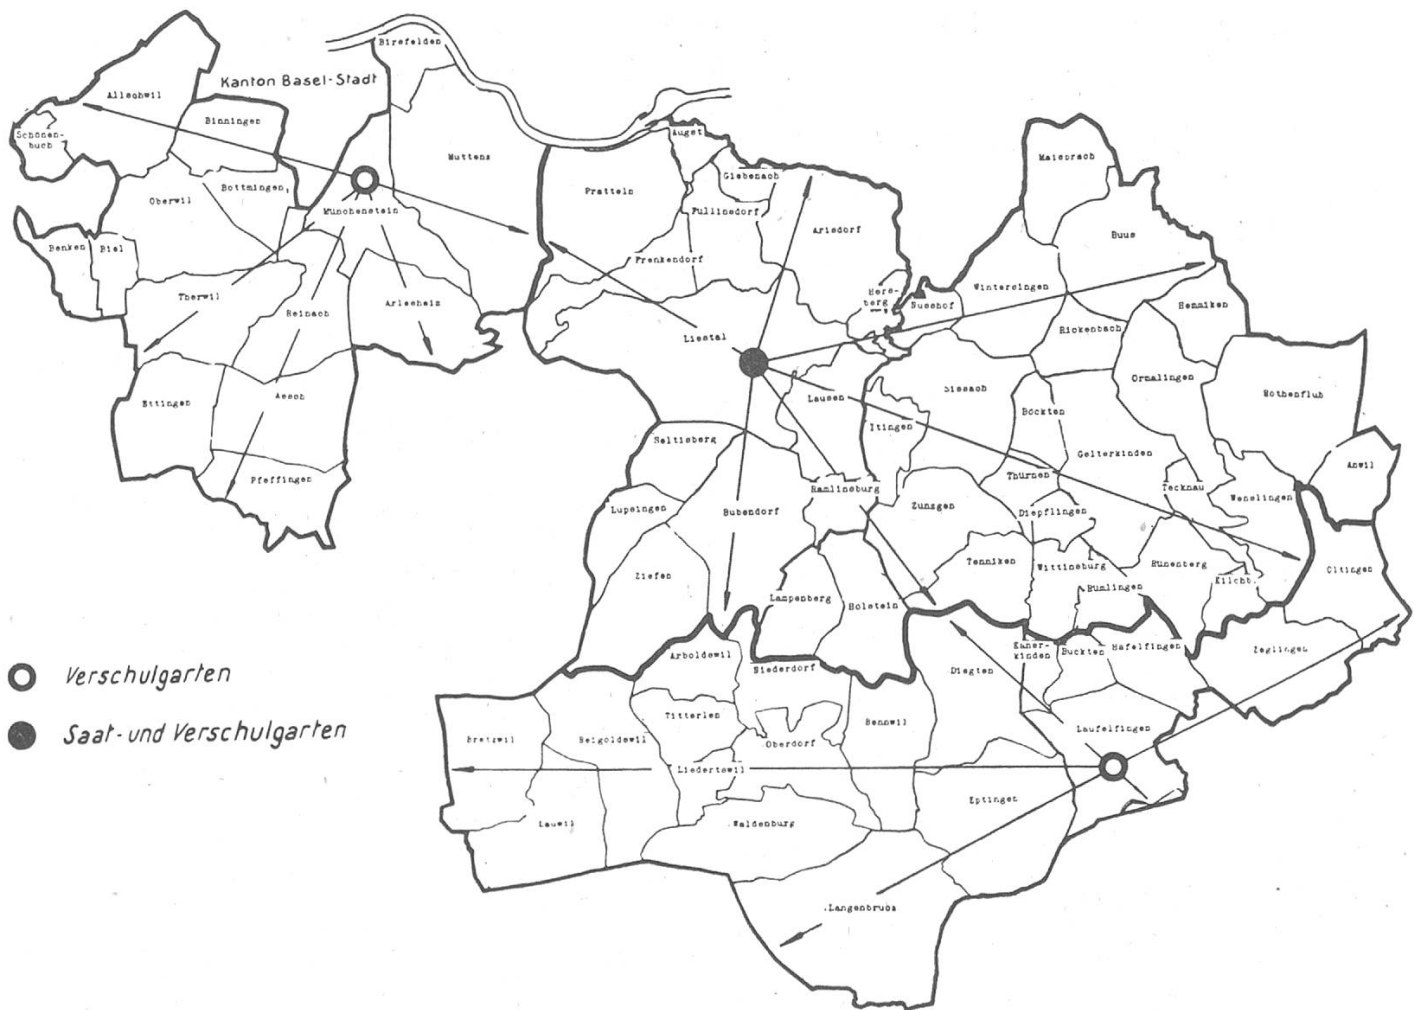 Birsfelden
Kanton Basel-Stadt
Allschwil
Binningen
Schönen-
buch
Muttenz
Augst
Pratteln
Giebenach
Füllinsdorf
Maisprach
Bottmingen
Oberwil
Münchenstein
Arisdorf
Buus
Benken
Biel
Frenkendorf
Hers-
berg
Nusshof
Wintersingen
Hemmiken
Therwil
Reinach
Arlesheim
Liestal
Rickenbach
Ettingen
Aesch
Lausen
Sissach
Ormalingen
Rothenfluh
Itingen
Böckten
Seltisberg
Gelterkinden
Anwil
Pfeffingen
Ramlinsburg
Thürnen
Tecknau
Wenslingen
Lupsingen
Bubendorf
Zunzgen
Diepflingen
Ziefen
Tenniken
Wittinsburg
Rünenberg
Oltingen
Lampenberg
Hölstein
Rümlingen
Kilchb.
Arboldswil
Niederdorf
Diegten
Känerkinden
Buckten
Häfelfingen
Zeglingen
Verschulgarten
Titterten
Bennwil
Läufelfingen
Saat- und Verschulgarten
Bretzwil
Reigoldswil
Oberdorf
Liedertswil
Eptingen
Lauwil
Waldenburg
Langenbruck